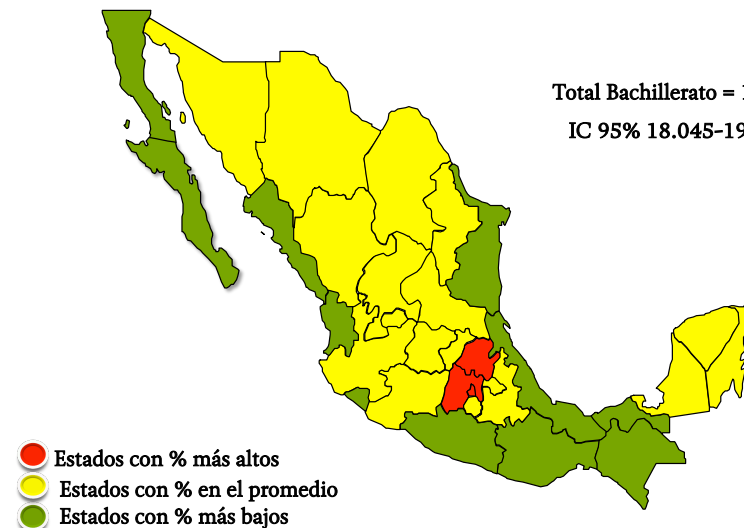 Total Bachillerato =
IC 95% 18.045-19
Estados con % más altos
Estados con % en el promedio
Estados con % más bajos